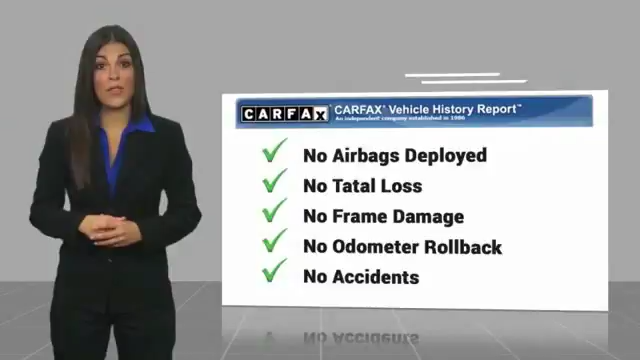 CARFAX CARFAX® Vehicle History Report™
An independent company established in 1986
No Airbags Deployed
No Tatal Loss
No Frame Damage
No Odometer Rollback
No Accidents